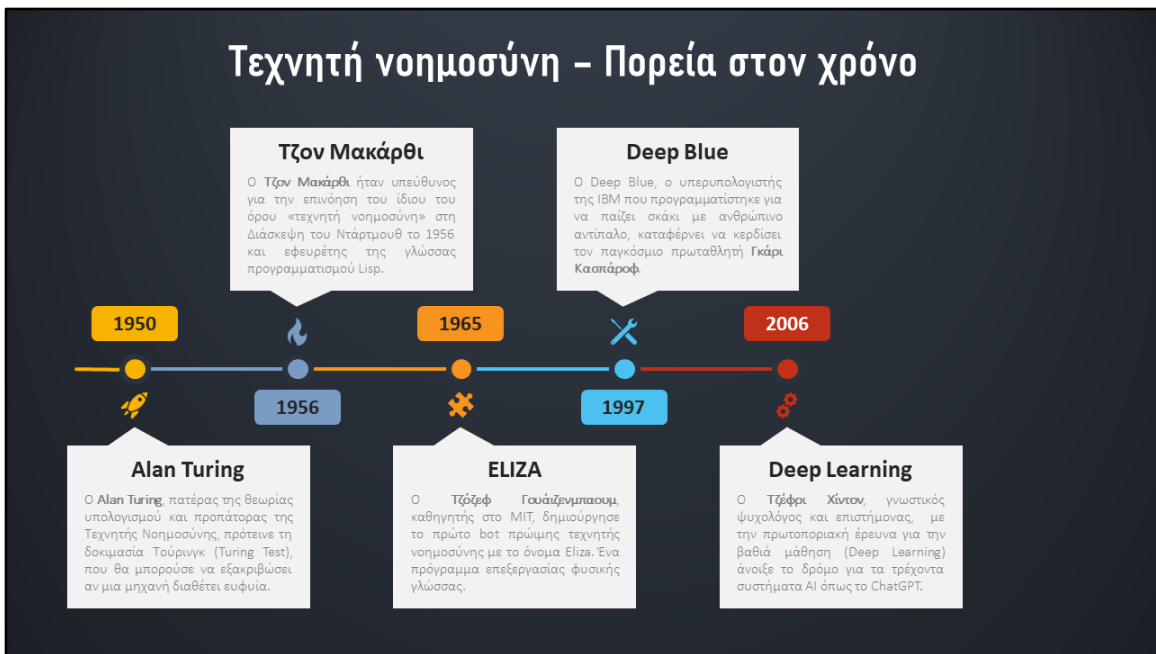 Τεχνητή νοημοσύνη – Πορεία στον χρόνο
Τζον Μακάρθι
Ο Τζον Μακάρθι ήταν υπεύθυνος
για την επινόηση του ίδιου του
όρου «τεχνητή νοημοσύνη» στη
Διάσκεψη του Ντάρτμουθ το 1956
και εφευρέτης της γλώσσας
προγραμματισμού Lisp.
Deep Blue
Ο Deep Blue, ο υπερυπολογιστής
της IBM που προγραμματίστηκε για
να παίζει σκάκι με ανθρώπινο
αντίπαλο, καταφέρνει να κερδίσει
τον παγκόσμιο πρωταθλητή Γκάρι
Κασπάροφ.
1950
1965
2006
1956
1997
Alan Turing
Ο Alan Turing, πατέρας της θεωρίας
υπολογισμού και προπάτορας της
Τεχνητής Νοημοσύνης, πρότεινε τη
δοκιμασία Τούρινγκ (Turing Test),
που θα μπορούσε να εξακριβώσει
αν μια μηχανή διαθέτει ευφυία.
ELIZA
Ο Τζόζεφ Γουάιζενμπαουμ,
καθηγητής στο MIT, δημιούργησε
το πρώτο bot πρώιμης τεχνητής
νοημοσύνης με το όνομα Eliza. Ένα
πρόγραμμα επεξεργασίας φυσικής
γλώσσας.
Deep Learning
Ο Τζέφρι Χίντον, γνωστικός
ψυχολόγος και επιστήμονας, με
την πρωτοποριακή έρευνα για την
βαθιά μάθηση (Deep Learning)
άνοιξε το δρόμο για τα τρέχοντα
συστήματα AI όπως το ChatGPT.